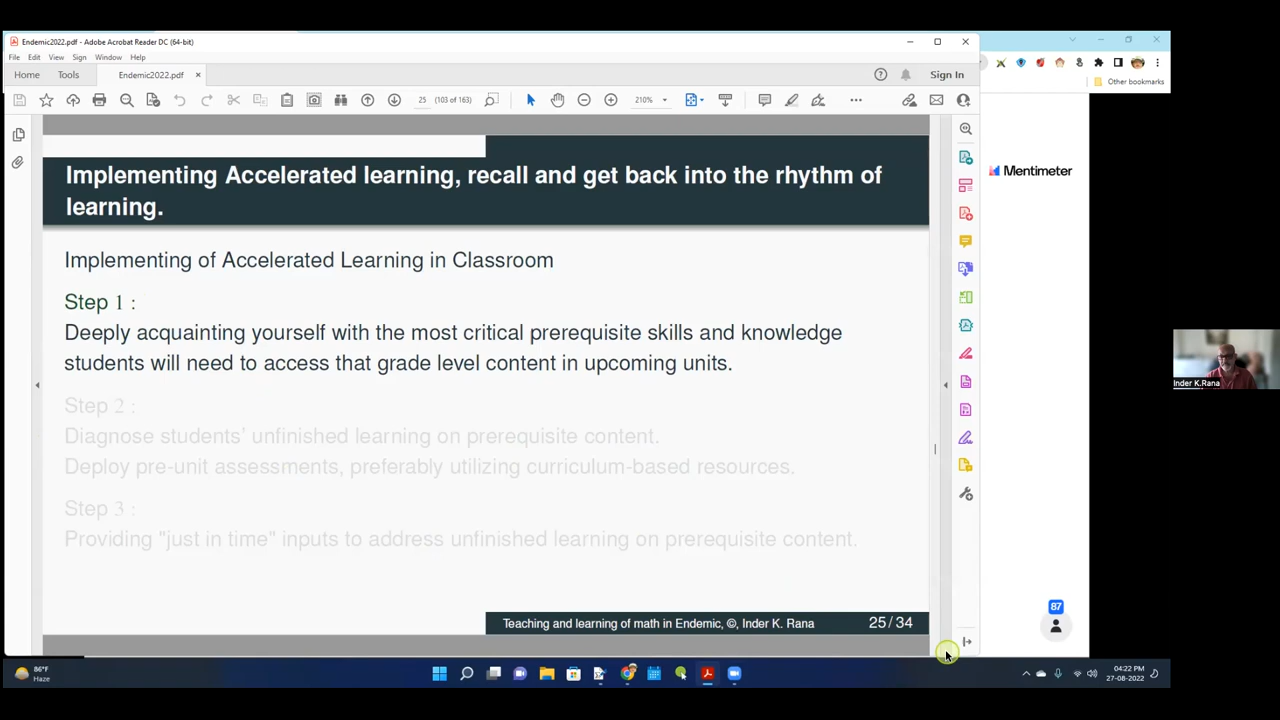 Endemic2022.pdf - Adobe Acrobat Reader DC (64-bit)
File Edit View Sign Window Help
Home Tools Endemic2022.pdf × Sign In
25 (103 of 163) 210%
Other bookmarks
Implementing Accelerated learning, recall and get back into the rhythm of
learning.
Mentimeter
Implementing of Accelerated Learning in Classroom
Step 1 :
Deeply acquainting yourself with the most critical prerequisite skills and knowledge
students will need to access that grade level content in upcoming units.
Inder K.Rana
Step 2 :
Diagnose students' unfinished learning on prerequisite content.
Deploy pre-unit assessments, preferably utilizing curriculum-based resources.
Step 3 :
Providing "just in time" inputs to address unfinished learning on prerequisite content.
87
Teaching and learning of math in Endemic, ©, Inder K. Rana 25 / 34
86°F
Haze
04:22 PM
27-08-2022